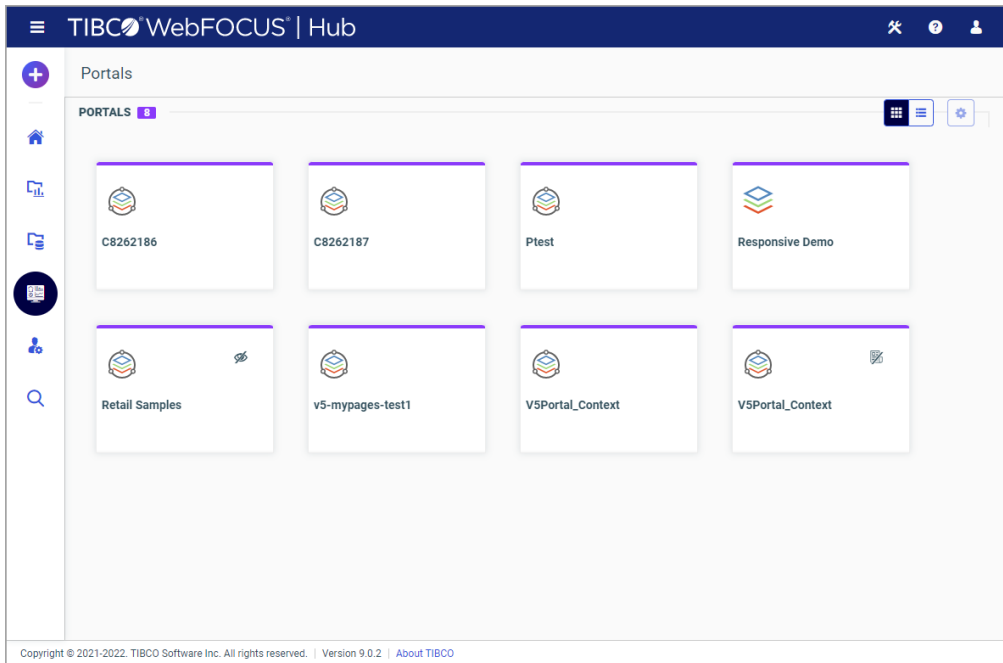 TIBCO® WebFOCUS® | Hub
Portals
PORTALS 8
C8262186
C8262187
Ptest
Responsive Demo
Retail Samples
v5-mypages-test1
V5Portal_Context
V5Portal_Context
Copyright © 2021-2022. TIBCO Software Inc. All rights reserved. | Version 9.0.2 | About TIBCO